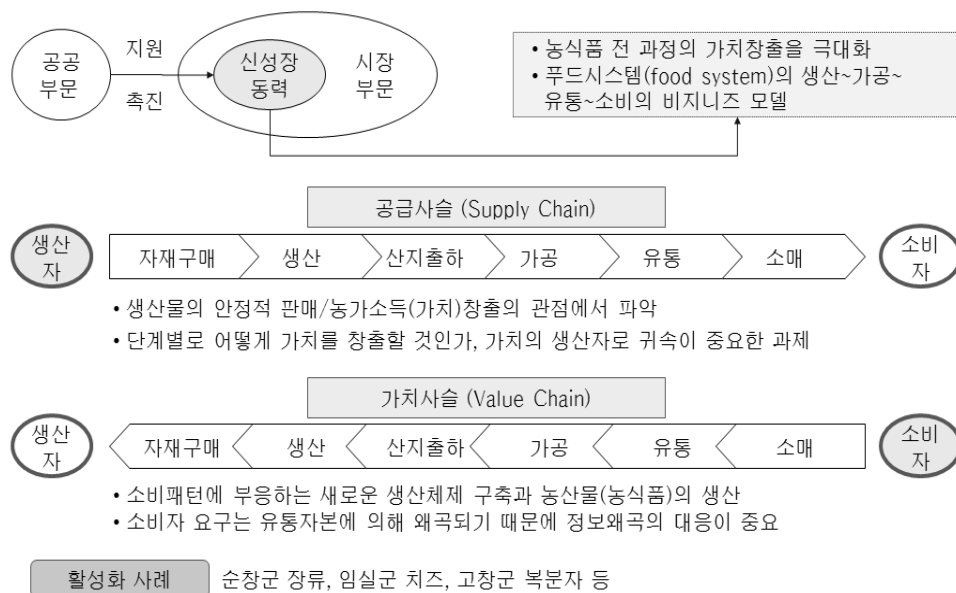 공공
부문
지원
촉진
신성장
동력
시장
부문
• 농식품 전 과정의 가치창출을 극대화
• 푸드시스템(food system)의 생산~가공~
유통~소비의 비지니즈 모델
공급사슬 (Supply Chain)
생산
자
자재구매 생산 산지출하 가공 유통 소매
소비
자
• 생산물의 안정적 판매/농가소득(가치)창출의 관점에서 파악
• 단계별로 어떻게 가치를 창출할 것인가, 가치의 생산자로 귀속이 중요한 과제
가치사슬 (Value Chain)
생산
자
자재구매 생산 산지출하 가공 유통 소매
소비
자
• 소비패턴에 부응하는 새로운 생산체제 구축과 농산물(농식품)의 생산
• 소비자 요구는 유통자본에 의해 왜곡되기 때문에 정보왜곡의 대응이 중요
활성화 사례 순창군 장류, 임실군 치즈, 고창군 복분자 등